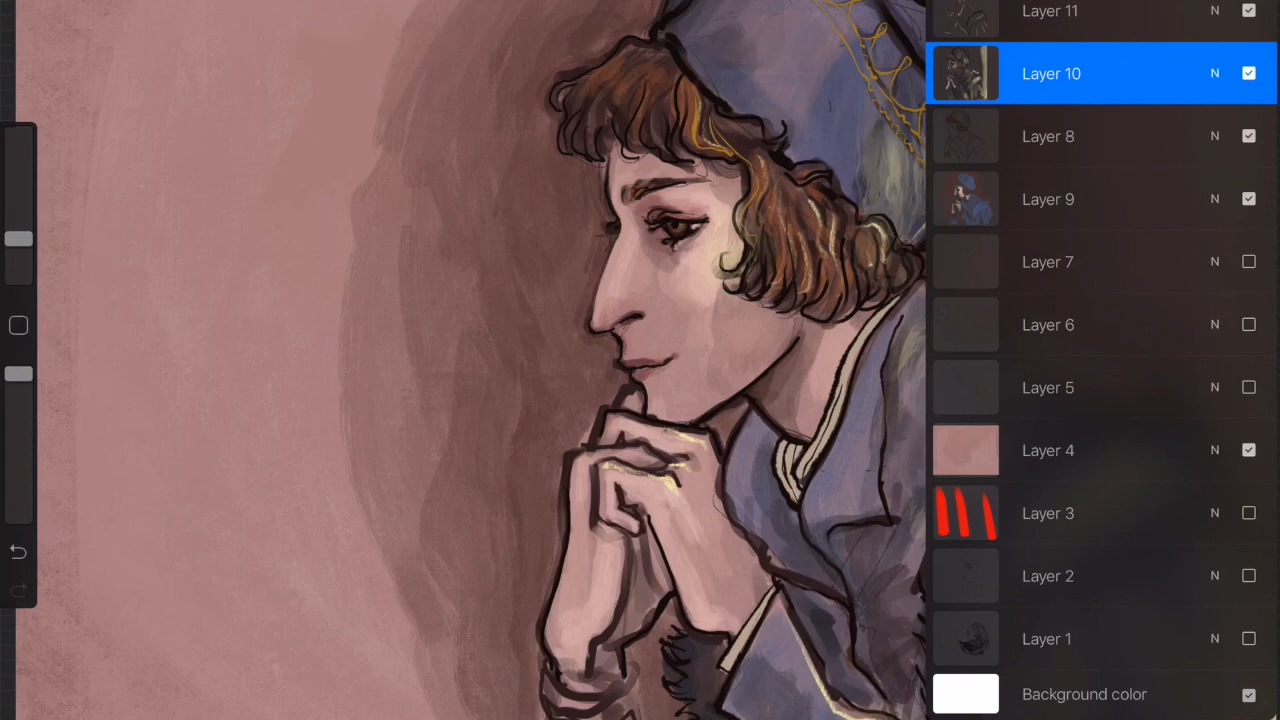 Layer 11 N
Layer 10 N
Layer 8 N
Layer 9 N
Layer 7 N
Layer 6 N
Layer 5 N
Layer 4 N
Layer 3 N
Layer 2 N
Layer 1 N
Background color